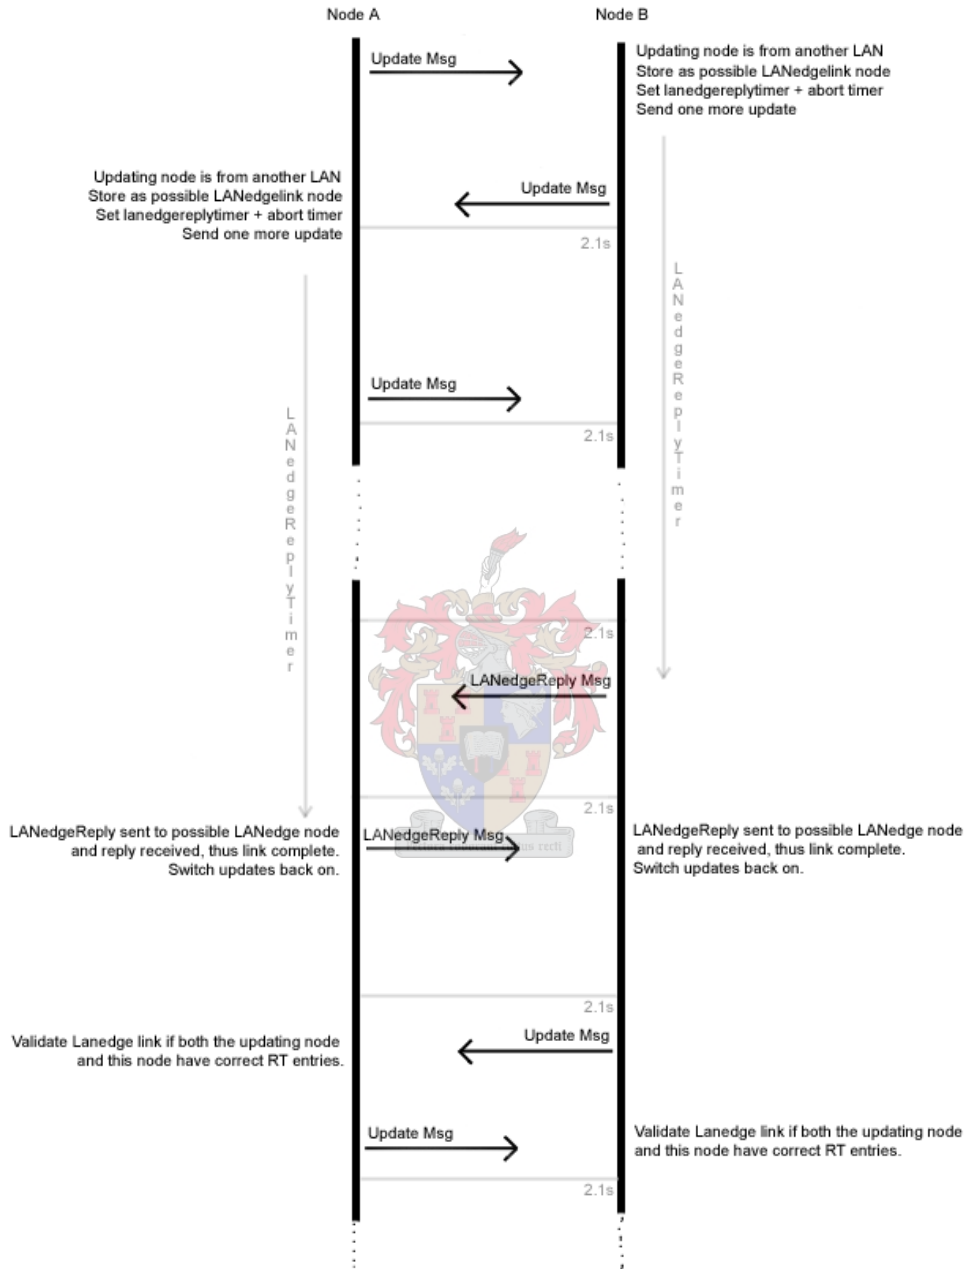 Node A
Node B
Update Msg
Updating node is from another LAN
Store as possible LANedgelink node
Set lanedgereplytimer + abort timer
Send one more update
Updating node is from another LAN
Store as possible LANedgelink node
Set lanedgereplytimer + abort timer
Send one more update
Update Msg
2.1s
LANedgeReplyTimer
Update Msg
2.1s
LANedgeReplyTimer
2.1s
LANedgeReply Msg
2.1s
LANedgeReply sent to possible LANedge node
and reply received, thus link complete.
Switch updates back on.
LANedgeReply Msg
LANedgeReply sent to possible LANedge node
and reply received, thus link complete.
Switch updates back on.
2.1s
Validate Lanedge link if both the updating node
and this node have correct RT entries.
Update Msg
Update Msg
Validate Lanedge link if both the updating node
and this node have correct RT entries.
2.1s